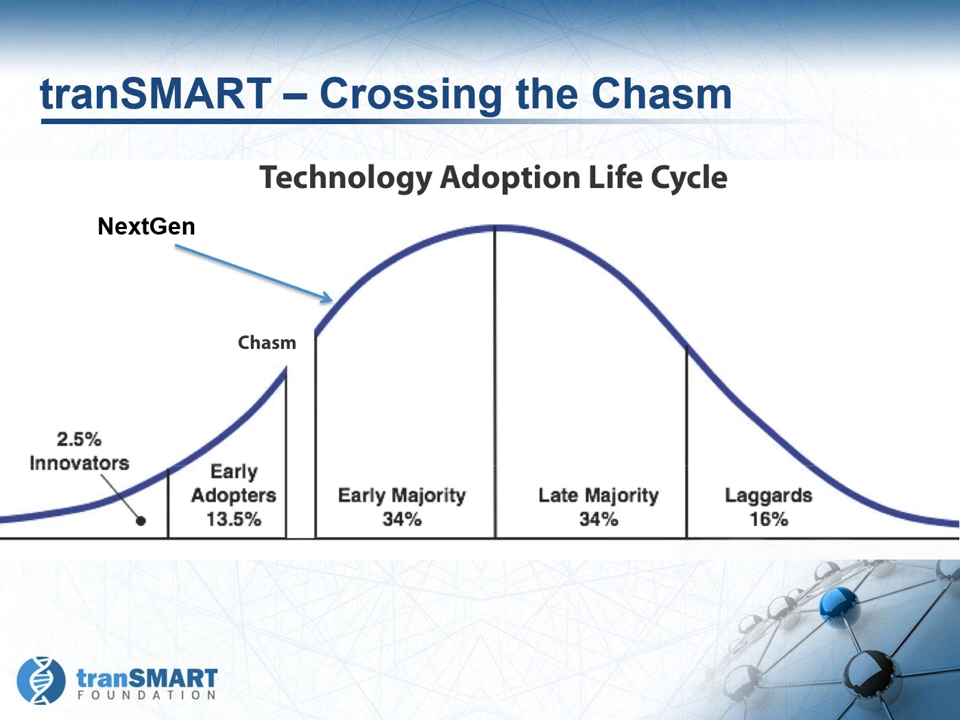 tranSMART – Crossing the Chasm
Technology Adoption Life Cycle
NextGen
Chasm
2.5%
Innovators
Early
Adopters
13.5%
Early Majority
34%
Late Majority
34%
Laggards
16%
tranSMART
FOUNDATION